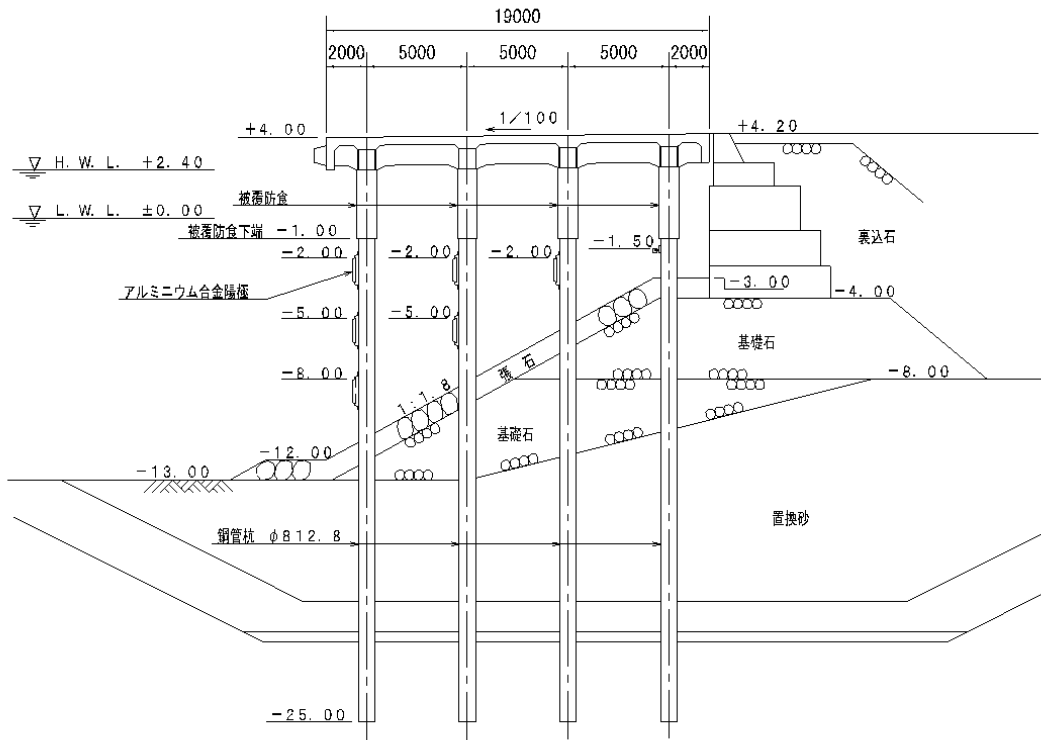 19000
2000 5000 5000 5000 2000
1/100
+4.00
+4.20
H. W. L. +2.40
被覆防食
L. W. L. ±0.00
被覆防食下端 -1.00
裏込石
-2.00 -2.00 -2.00 -1.50
アルミニウム合金陽極
-3.00
-4.00
-5.00 -5.00
基礎石
張石
-8.00
-8.00
1:1.8
基礎石
-12.00
-13.00
置換砂
鋼管杭 φ812.8
-25.00